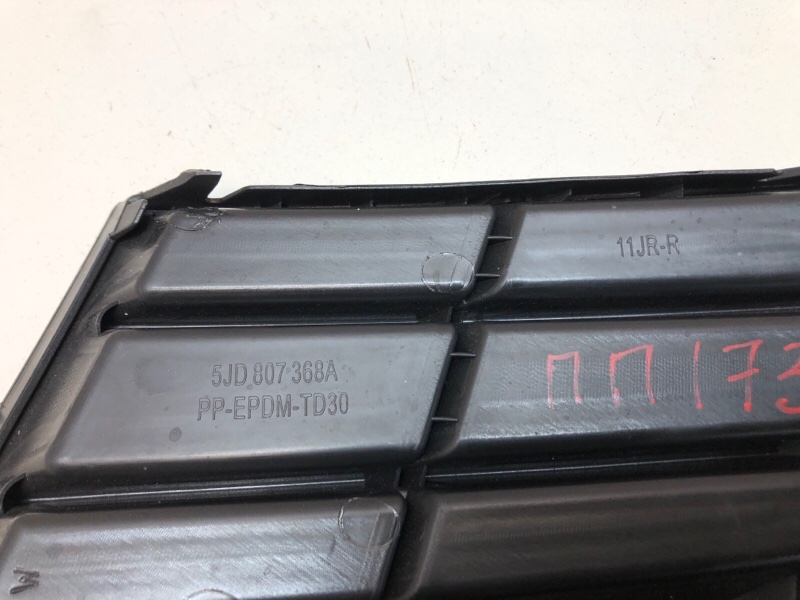 11JR-R
5JD 807 368A
ПП173
PP-EPDM-TD30